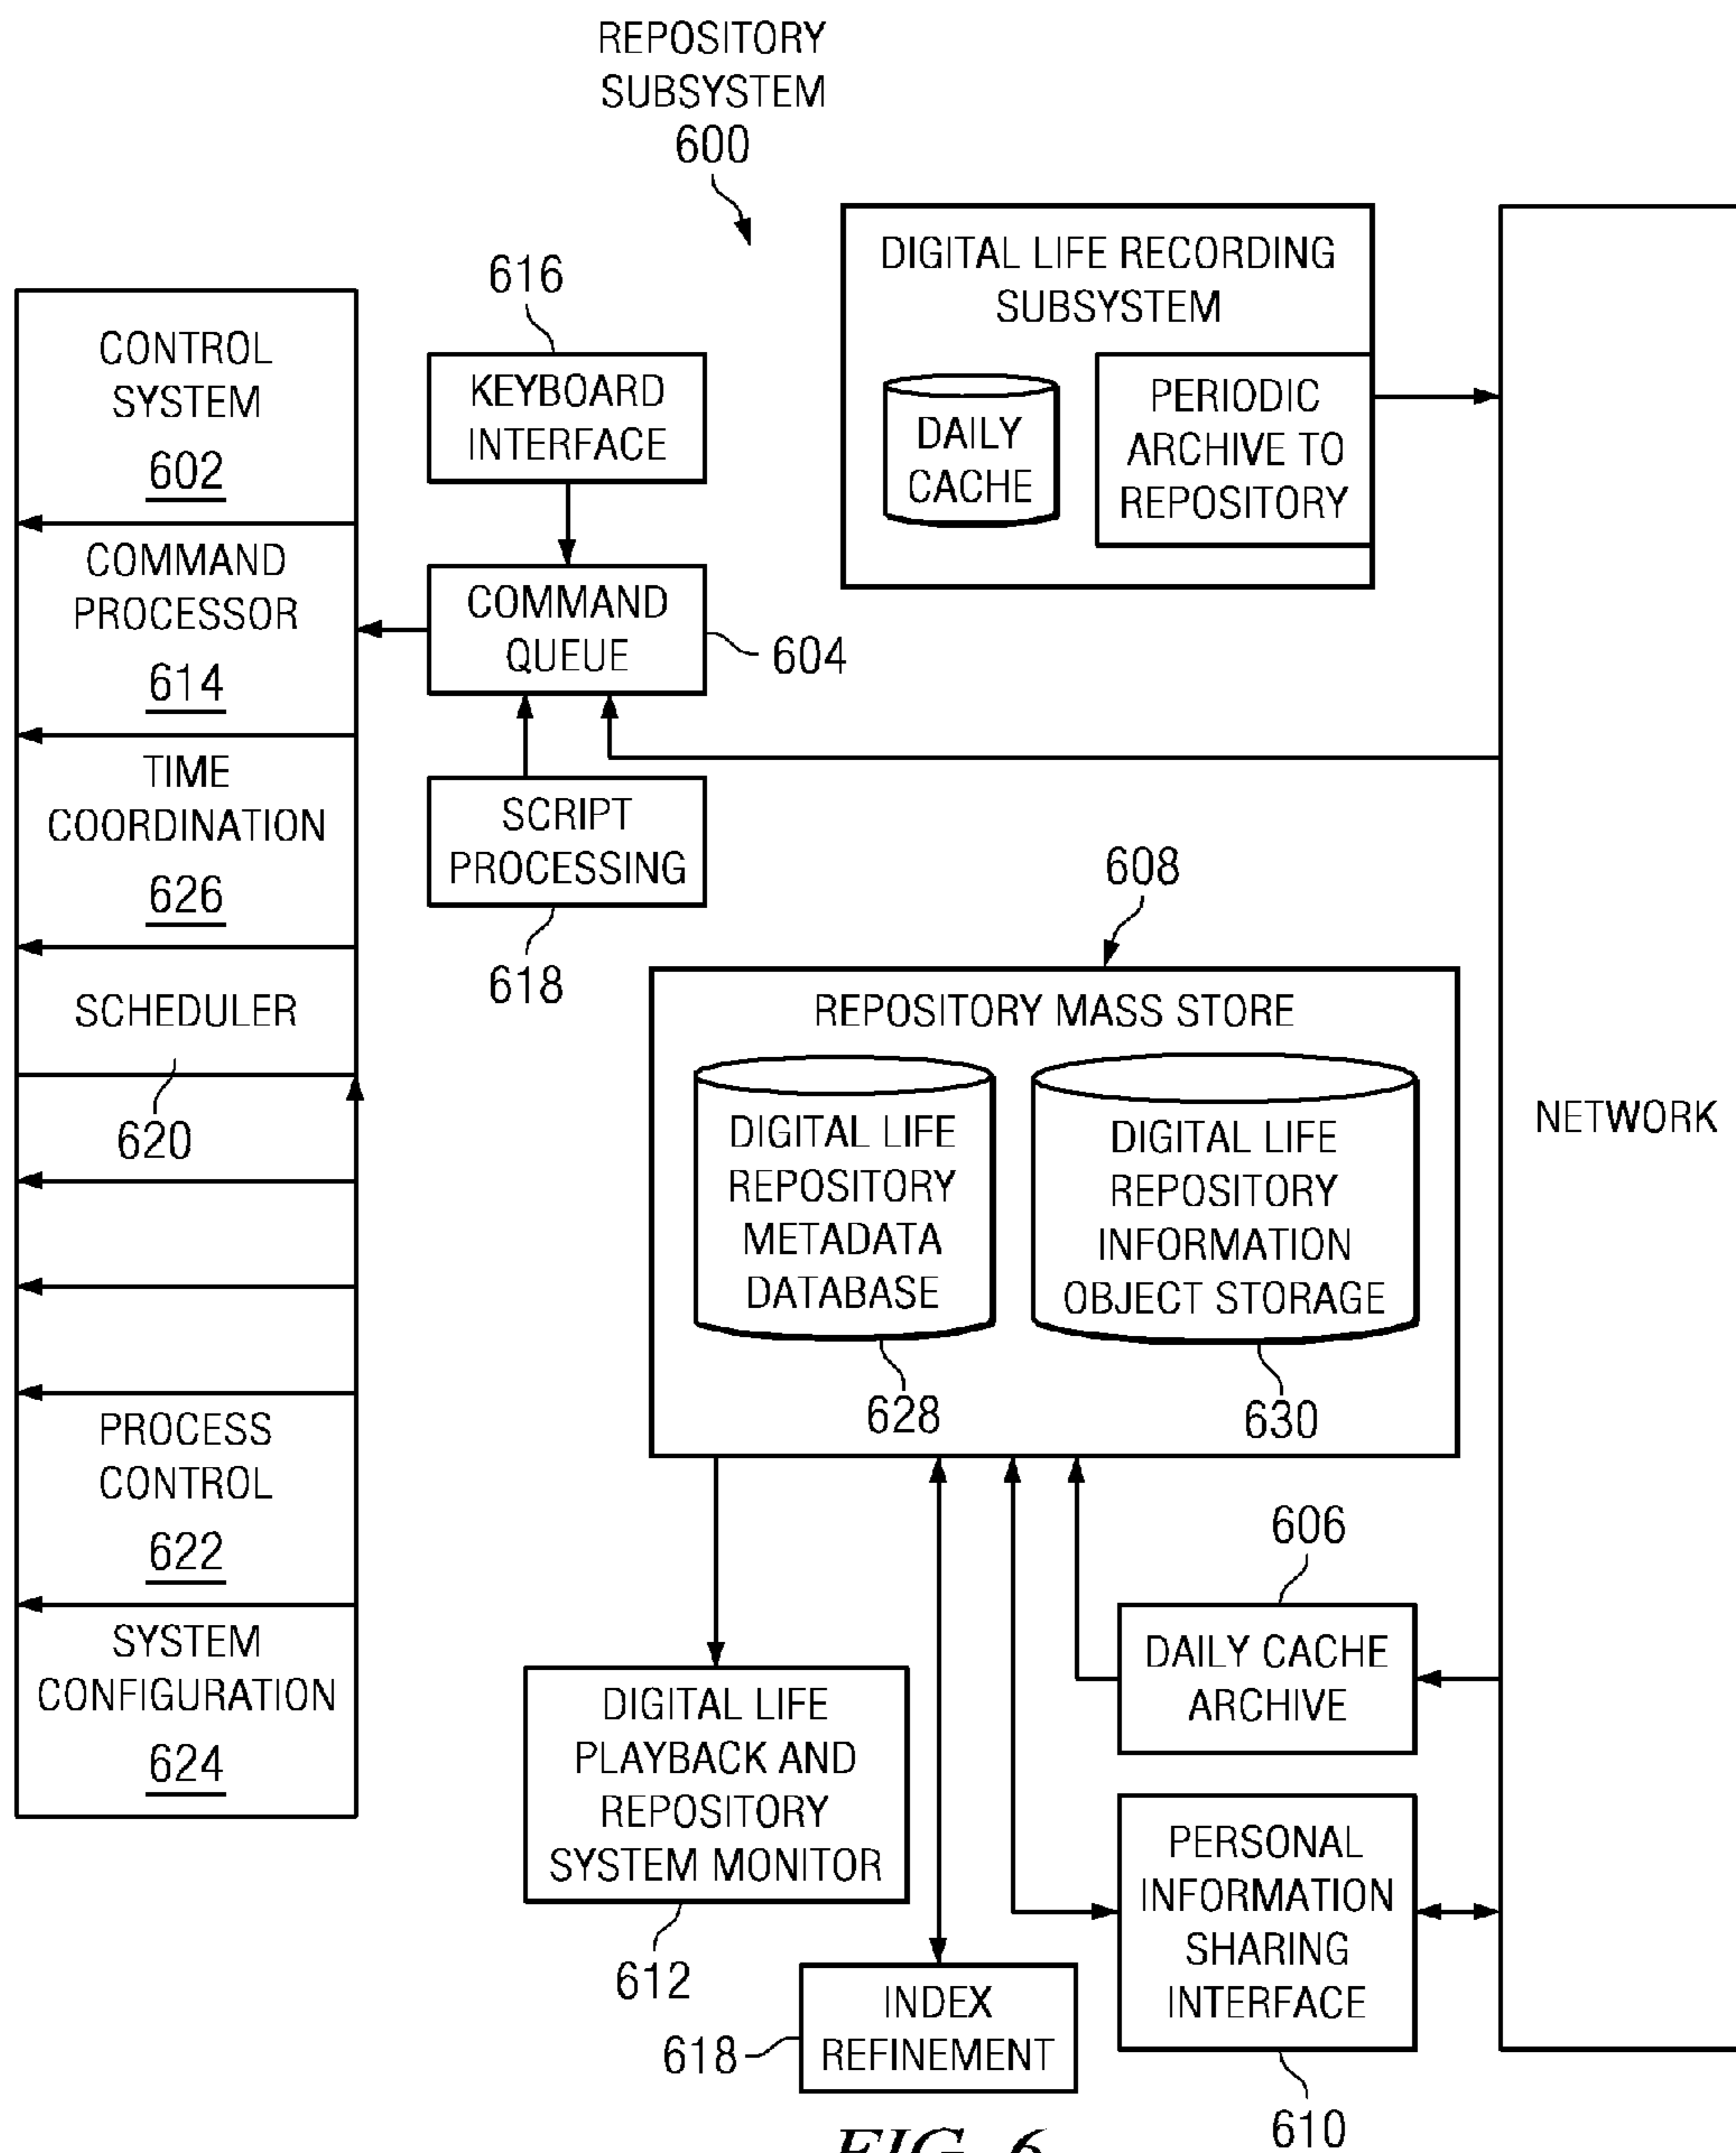 REPOSITORY
SUBSYSTEM
600
CONTROL
SYSTEM
602
COMMAND
PROCESSOR
614
TIME
COORDINATION
626
SCHEDULER
620
PROCESS
CONTROL
622
SYSTEM
CONFIGURATION
624
616
KEYBOARD
INTERFACE
COMMAND
QUEUE
604
SCRIPT
PROCESSING
618
DIGITAL LIFE RECORDING
SUBSYSTEM
DAILY
CACHE
PERIODIC
ARCHIVE TO
REPOSITORY
NETWORK
608
REPOSITORY MASS STORE
DIGITAL LIFE
REPOSITORY
METADATA
DATABASE
628
DIGITAL LIFE
REPOSITORY
INFORMATION
OBJECT STORAGE
630
606
DAILY CACHE
ARCHIVE
DIGITAL LIFE
PLAYBACK AND
REPOSITORY
SYSTEM MONITOR
612
INDEX
REFINEMENT
618
PERSONAL
INFORMATION
SHARING
INTERFACE
610
FIG. 6